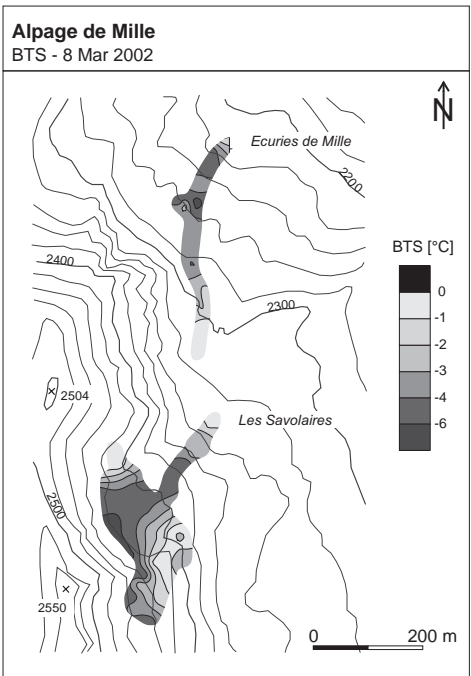 Alpage de Mille
BTS - 8 Mar 2002
N
Ecuries de Mille
2200
2400
BTS [°C]
0
-1
-2
-3
-4
-6
2300
2504
Les Savolaires
2500
2550
0 200 m